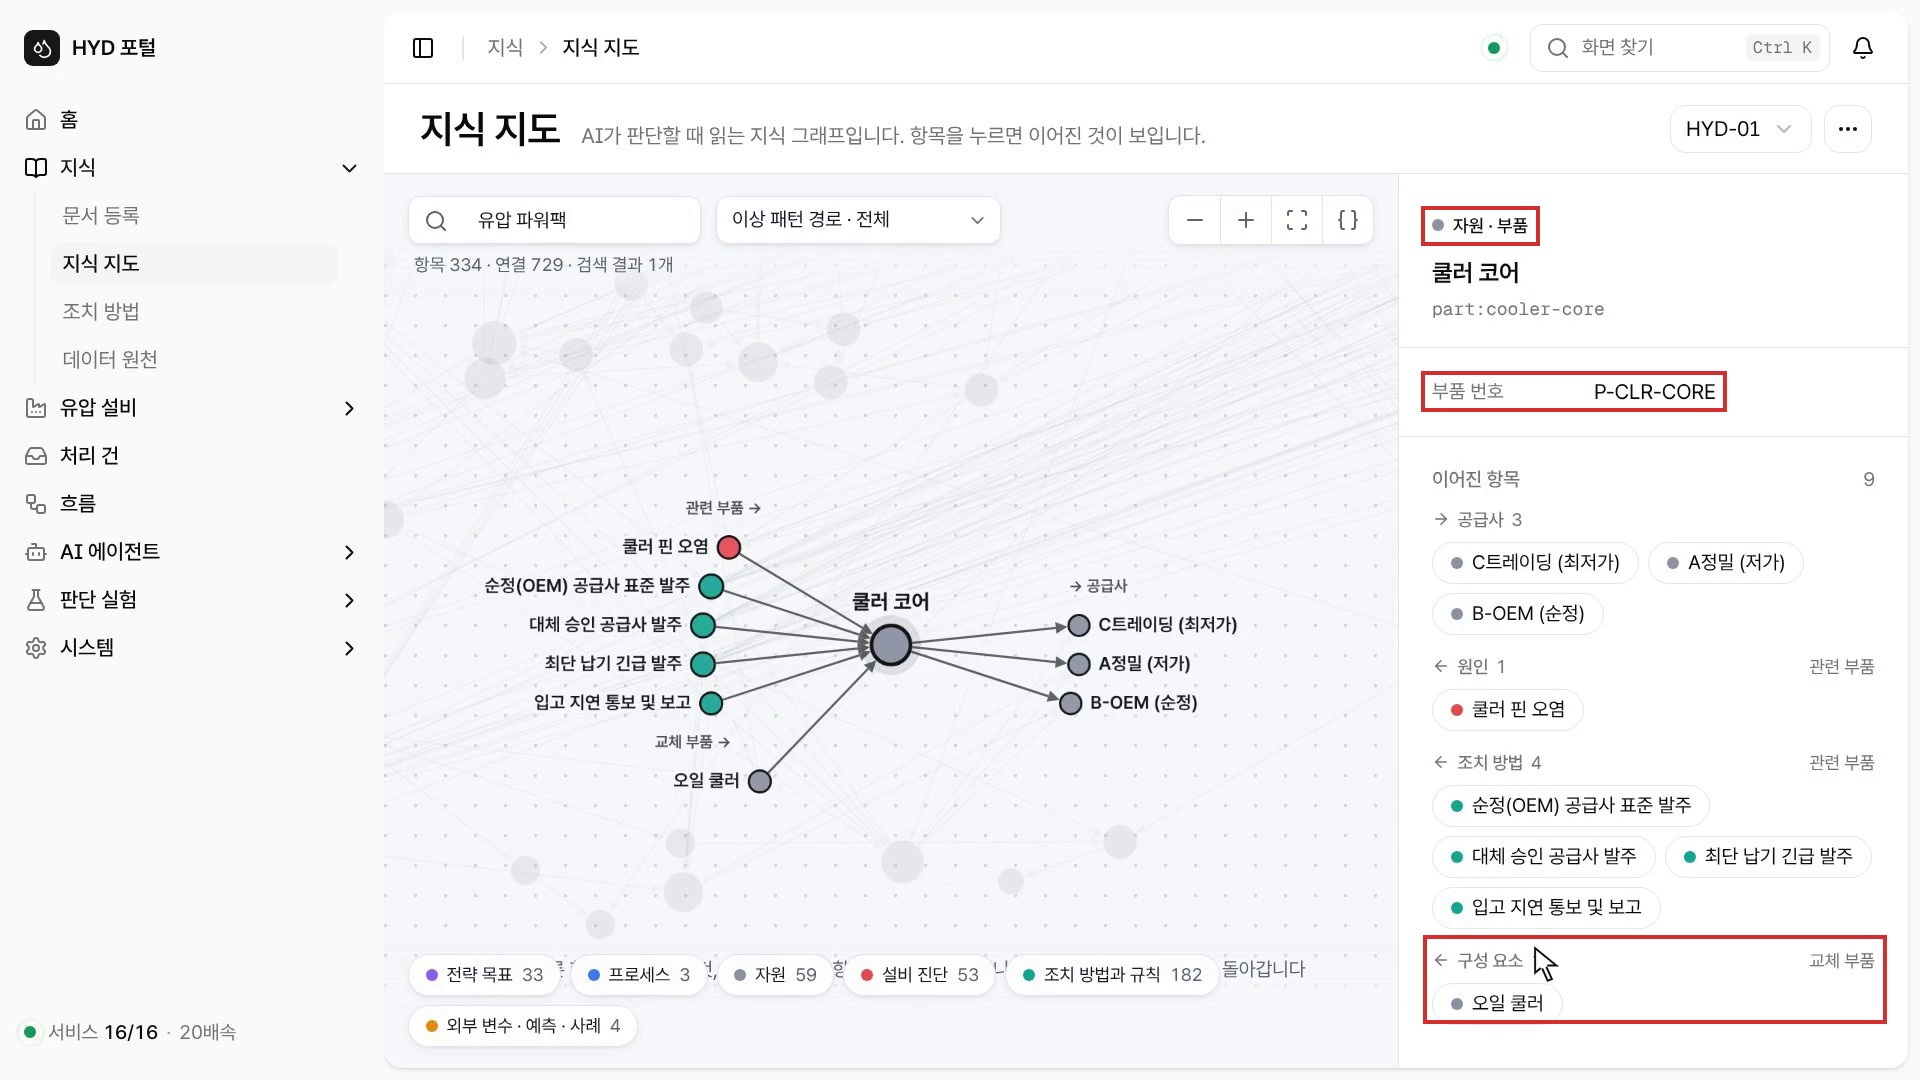 HYD 포털
홈
지식
문서 등록
지식 지도
조치 방법
데이터 원천
유압 설비
처리 건
흐름
AI 에이전트
판단 실험
시스템
서비스 16/16 · 20배속
지식 > 지식 지도
화면 찾기 Ctrl K
지식 지도 AI가 판단할 때 읽는 지식 그래프입니다. 항목을 누르면 이어진 것이 보입니다.
HYD-01
유압 파워팩
이상 패턴 경로 · 전체
항목 334 · 연결 729 · 검색 결과 1개
관련 부품 →
쿨러 핀 오염
순정(OEM) 공급사 표준 발주
대체 승인 공급사 발주
최단 납기 긴급 발주
입고 지연 통보 및 보고
교체 부품 →
오일 쿨러
쿨러 코어
→ 공급사
C트레이딩 (최저가)
A정밀 (저가)
B-OEM (순정)
돌아갑니다
전략 목표 33
프로세스 3
자원 59
설비 진단 53
조치 방법과 규칙 182
외부 변수 · 예측 · 사례 4
자원 · 부품
쿨러 코어
part:cooler-core
부품 번호 P-CLR-CORE
이어진 항목 9
→ 공급사 3
C트레이딩 (최저가) A정밀 (저가)
B-OEM (순정)
← 원인 1 관련 부품
쿨러 핀 오염
← 조치 방법 4 관련 부품
순정(OEM) 공급사 표준 발주
대체 승인 공급사 발주 최단 납기 긴급 발주
입고 지연 통보 및 보고
← 구성 요소 교체 부품
오일 쿨러